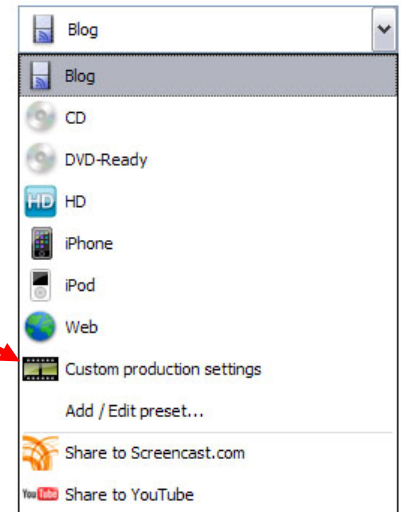 Blog
Blog
CD
DVD-Ready
HD HD
iPhone
iPod
Web
Custom production settings
Add / Edit preset...
Share to Screencast.com
You Tube Share to YouTube